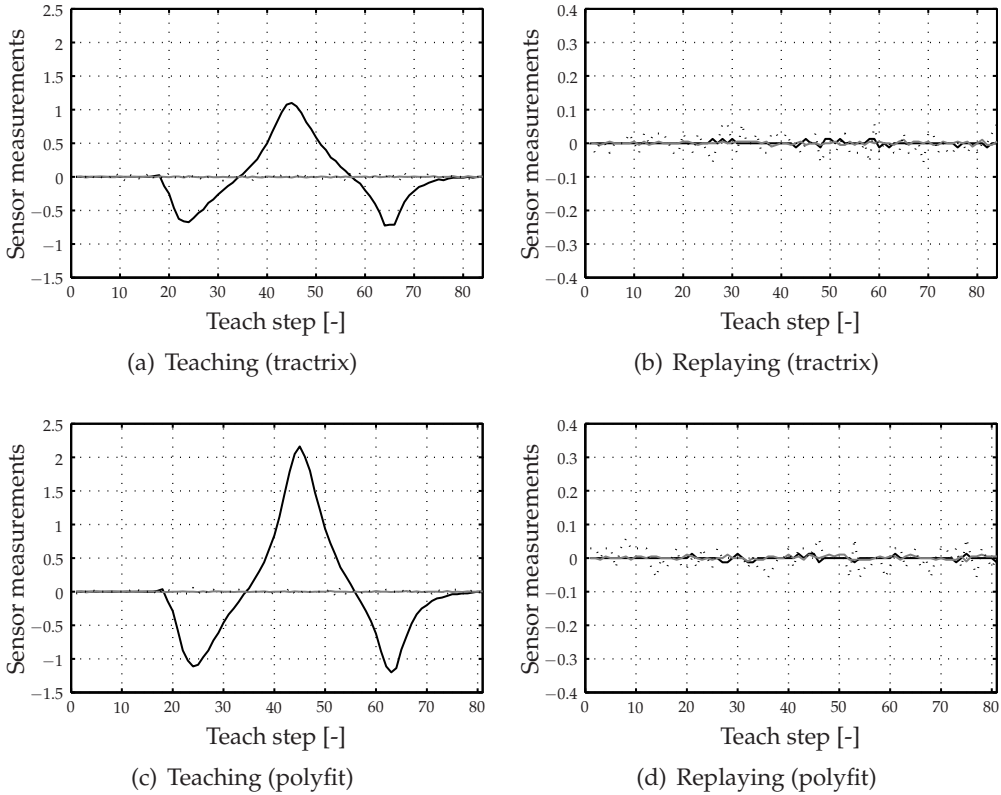 2.5
2
1.5
1
0.5
0
−0.5
−1
−1.5
0 10 20 30 40 50 60 70 80
Sensor measurements
Teach step [-]
(a) Teaching (tractrix)
0.4
0.3
0.2
0.1
0
−0.1
−0.2
−0.3
−0.4
0 10 20 30 40 50 60 70 80
Sensor measurements
Teach step [-]
(b) Replaying (tractrix)
2.5
2
1.5
1
0.5
0
−0.5
−1
−1.5
0 10 20 30 40 50 60 70 80
Sensor measurements
Teach step [-]
(c) Teaching (polyfit)
0.4
0.3
0.2
0.1
0
−0.1
−0.2
−0.3
−0.4
0 10 20 30 40 50 60 70 80
Sensor measurements
Teach step [-]
(d) Replaying (polyfit)